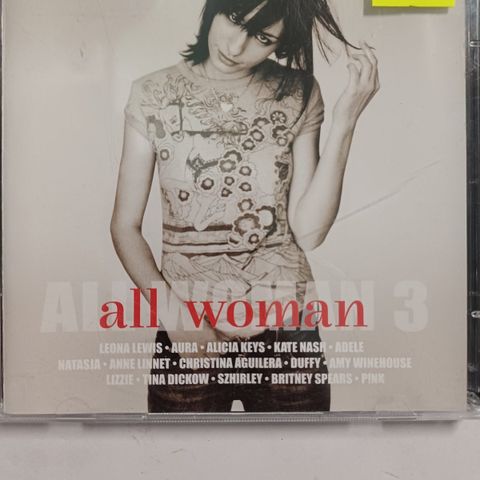 ALL WOMAN 3
all woman
LEONA LEWIS • AURA • ALICIA KEYS • KATE NASH • ADELE
NATASJA • ANNE LINNET • CHRISTINA AGUILERA • DUFFY • AMY WINEHOUSE
LIZZIE • TINA DICKOW • SZHIRLEY • BRITNEY SPEARS • PINK